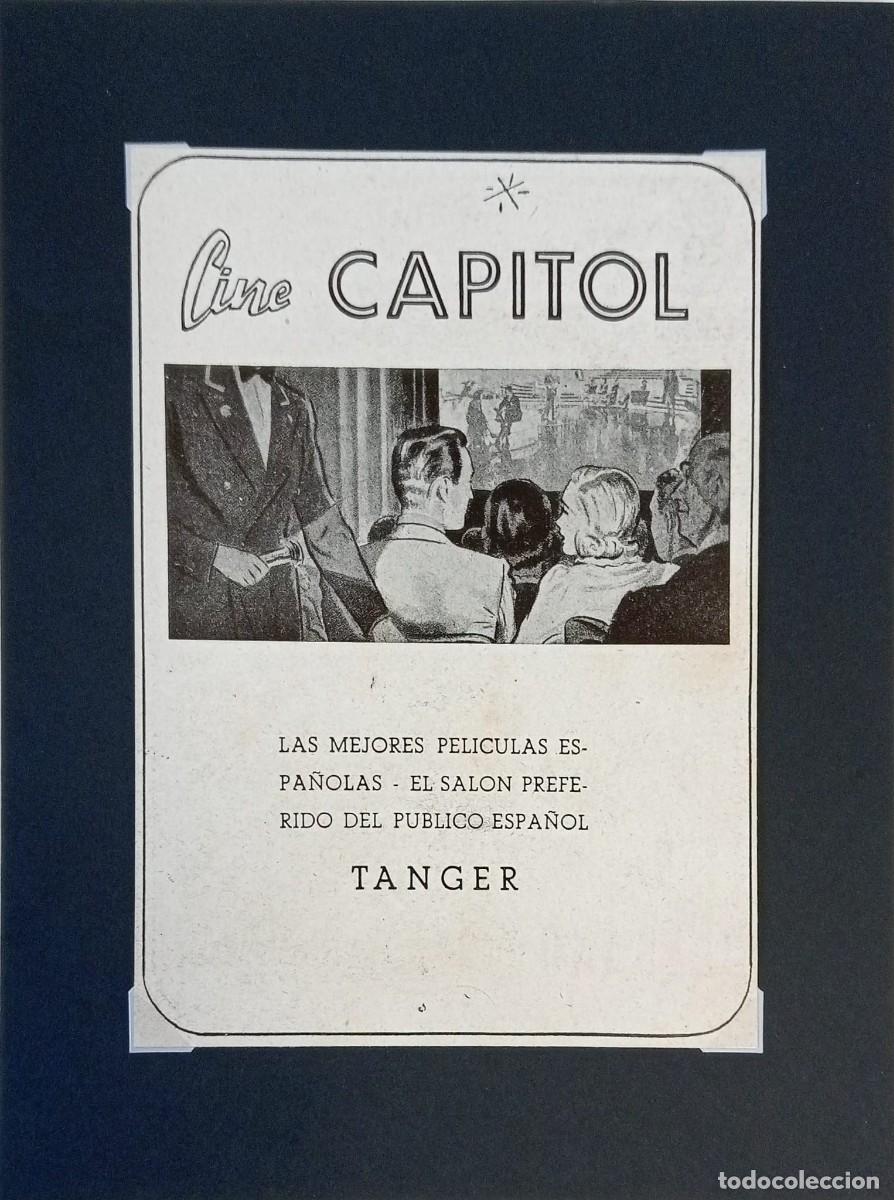 Cine CAPITOL
LAS MEJORES PELICULAS ES-
PAÑOLAS - EL SALON PREFE-
RIDO DEL PUBLICO ESPAÑOL
TANGER
todocoleccion